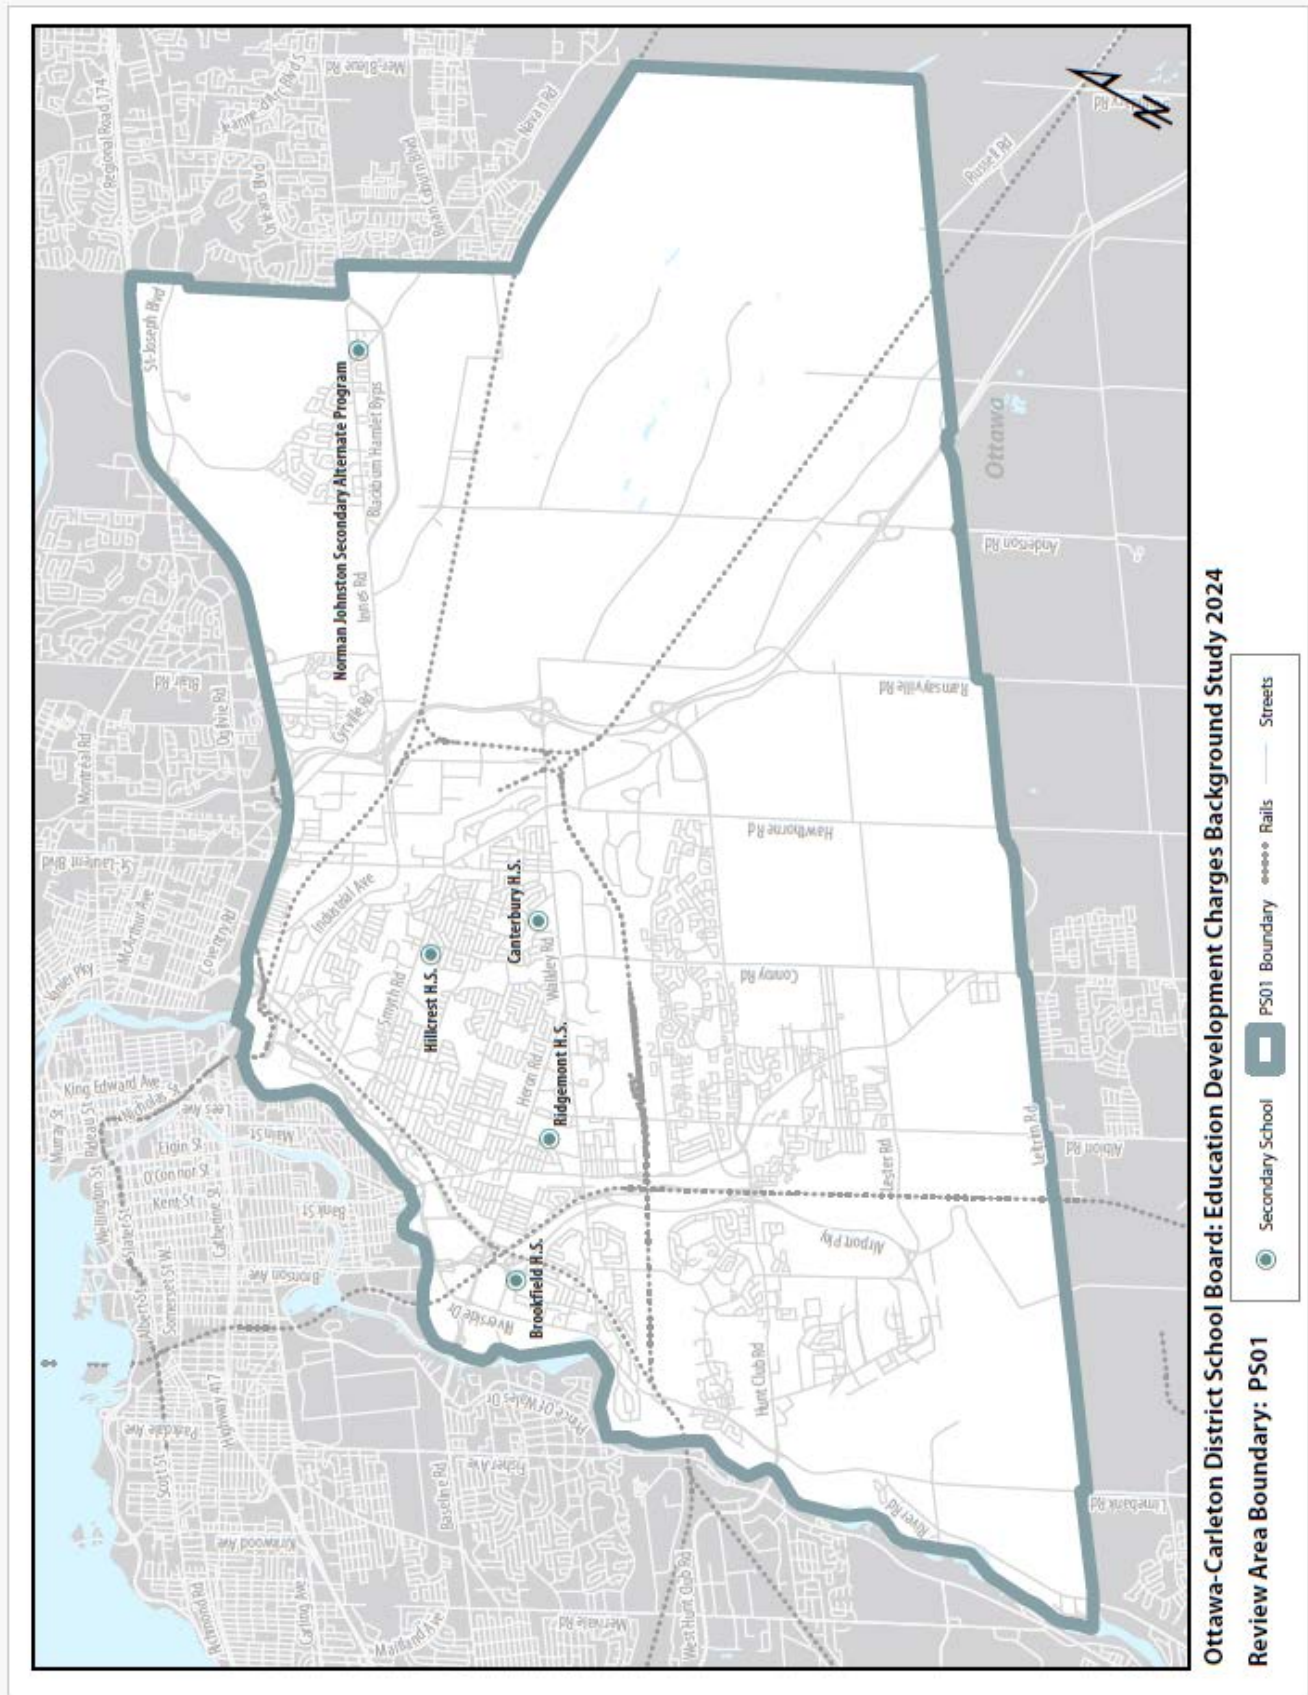 Regional Road 174
Jeanne-d'Arc Blvd S
Mer-Bleue Rd
Orleans Blvd
Brian Coburn Blvd
Navan Rd
St-Joseph Blvd
Russell Rd
Norman Johnston Secondary Alternate Program
Blackburn Hamlet Byps
Innes Rd
Ottawa
Anderson Rd
Blair Rd
Ogilvie Rd
Montreal Rd
Cyrville Rd
Ramsayville Rd
St-Laurent Blvd
McArthur Ave
Coventry Rd
Vanier Pky
Industrial Ave
Hawthorne Rd
Canterbury H.S.
Walkley Rd
Smyth Rd
Hillcrest H.S.
Conroy Rd
Heron Rd
Ridgemont H.S.
King Edward Ave
Nicholas St
Murray St
Rideau St
Lees Ave
Main St
Elgin St
O'Connor St
Kent St
Wellington St
Slater St
Catherine St
Bank St
Albert St
Somerset St W
Bronson Ave
Leitrim Rd
Albion Rd
Lester Rd
Airport Pky
Brookfield H.S.
Riverside Dr
Prince Of Wales Dr
Hunt Club Rd
Highway 417
Parkdale Ave
Scott St
Fisher Ave
Baseline Rd
River Rd
Limebank Rd
Kirkwood Ave
Richmond Rd
Carling Ave
Maitland Ave
Merivale Rd
West Hunt Club Rd
N
Ottawa-Carleton District School Board: Education Development Charges Background Study 2024
Review Area Boundary: PS01
Secondary School PS01 Boundary Rails Streets